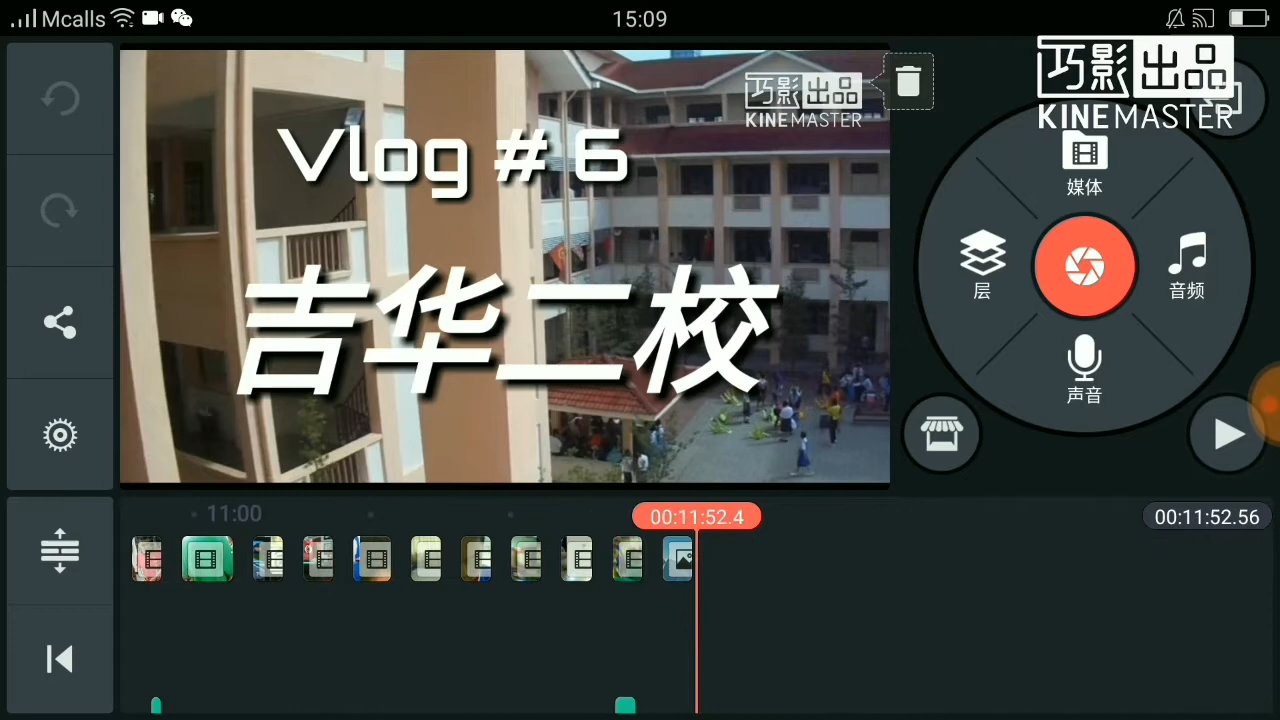 Mcalls
15:09
巧影出品
KINEMASTER
Vlog # 6
吉华二校
巧影出品
KINEMASTER
媒体
层
音频
声音
11:00
00:11:52.4
00:11:52.56